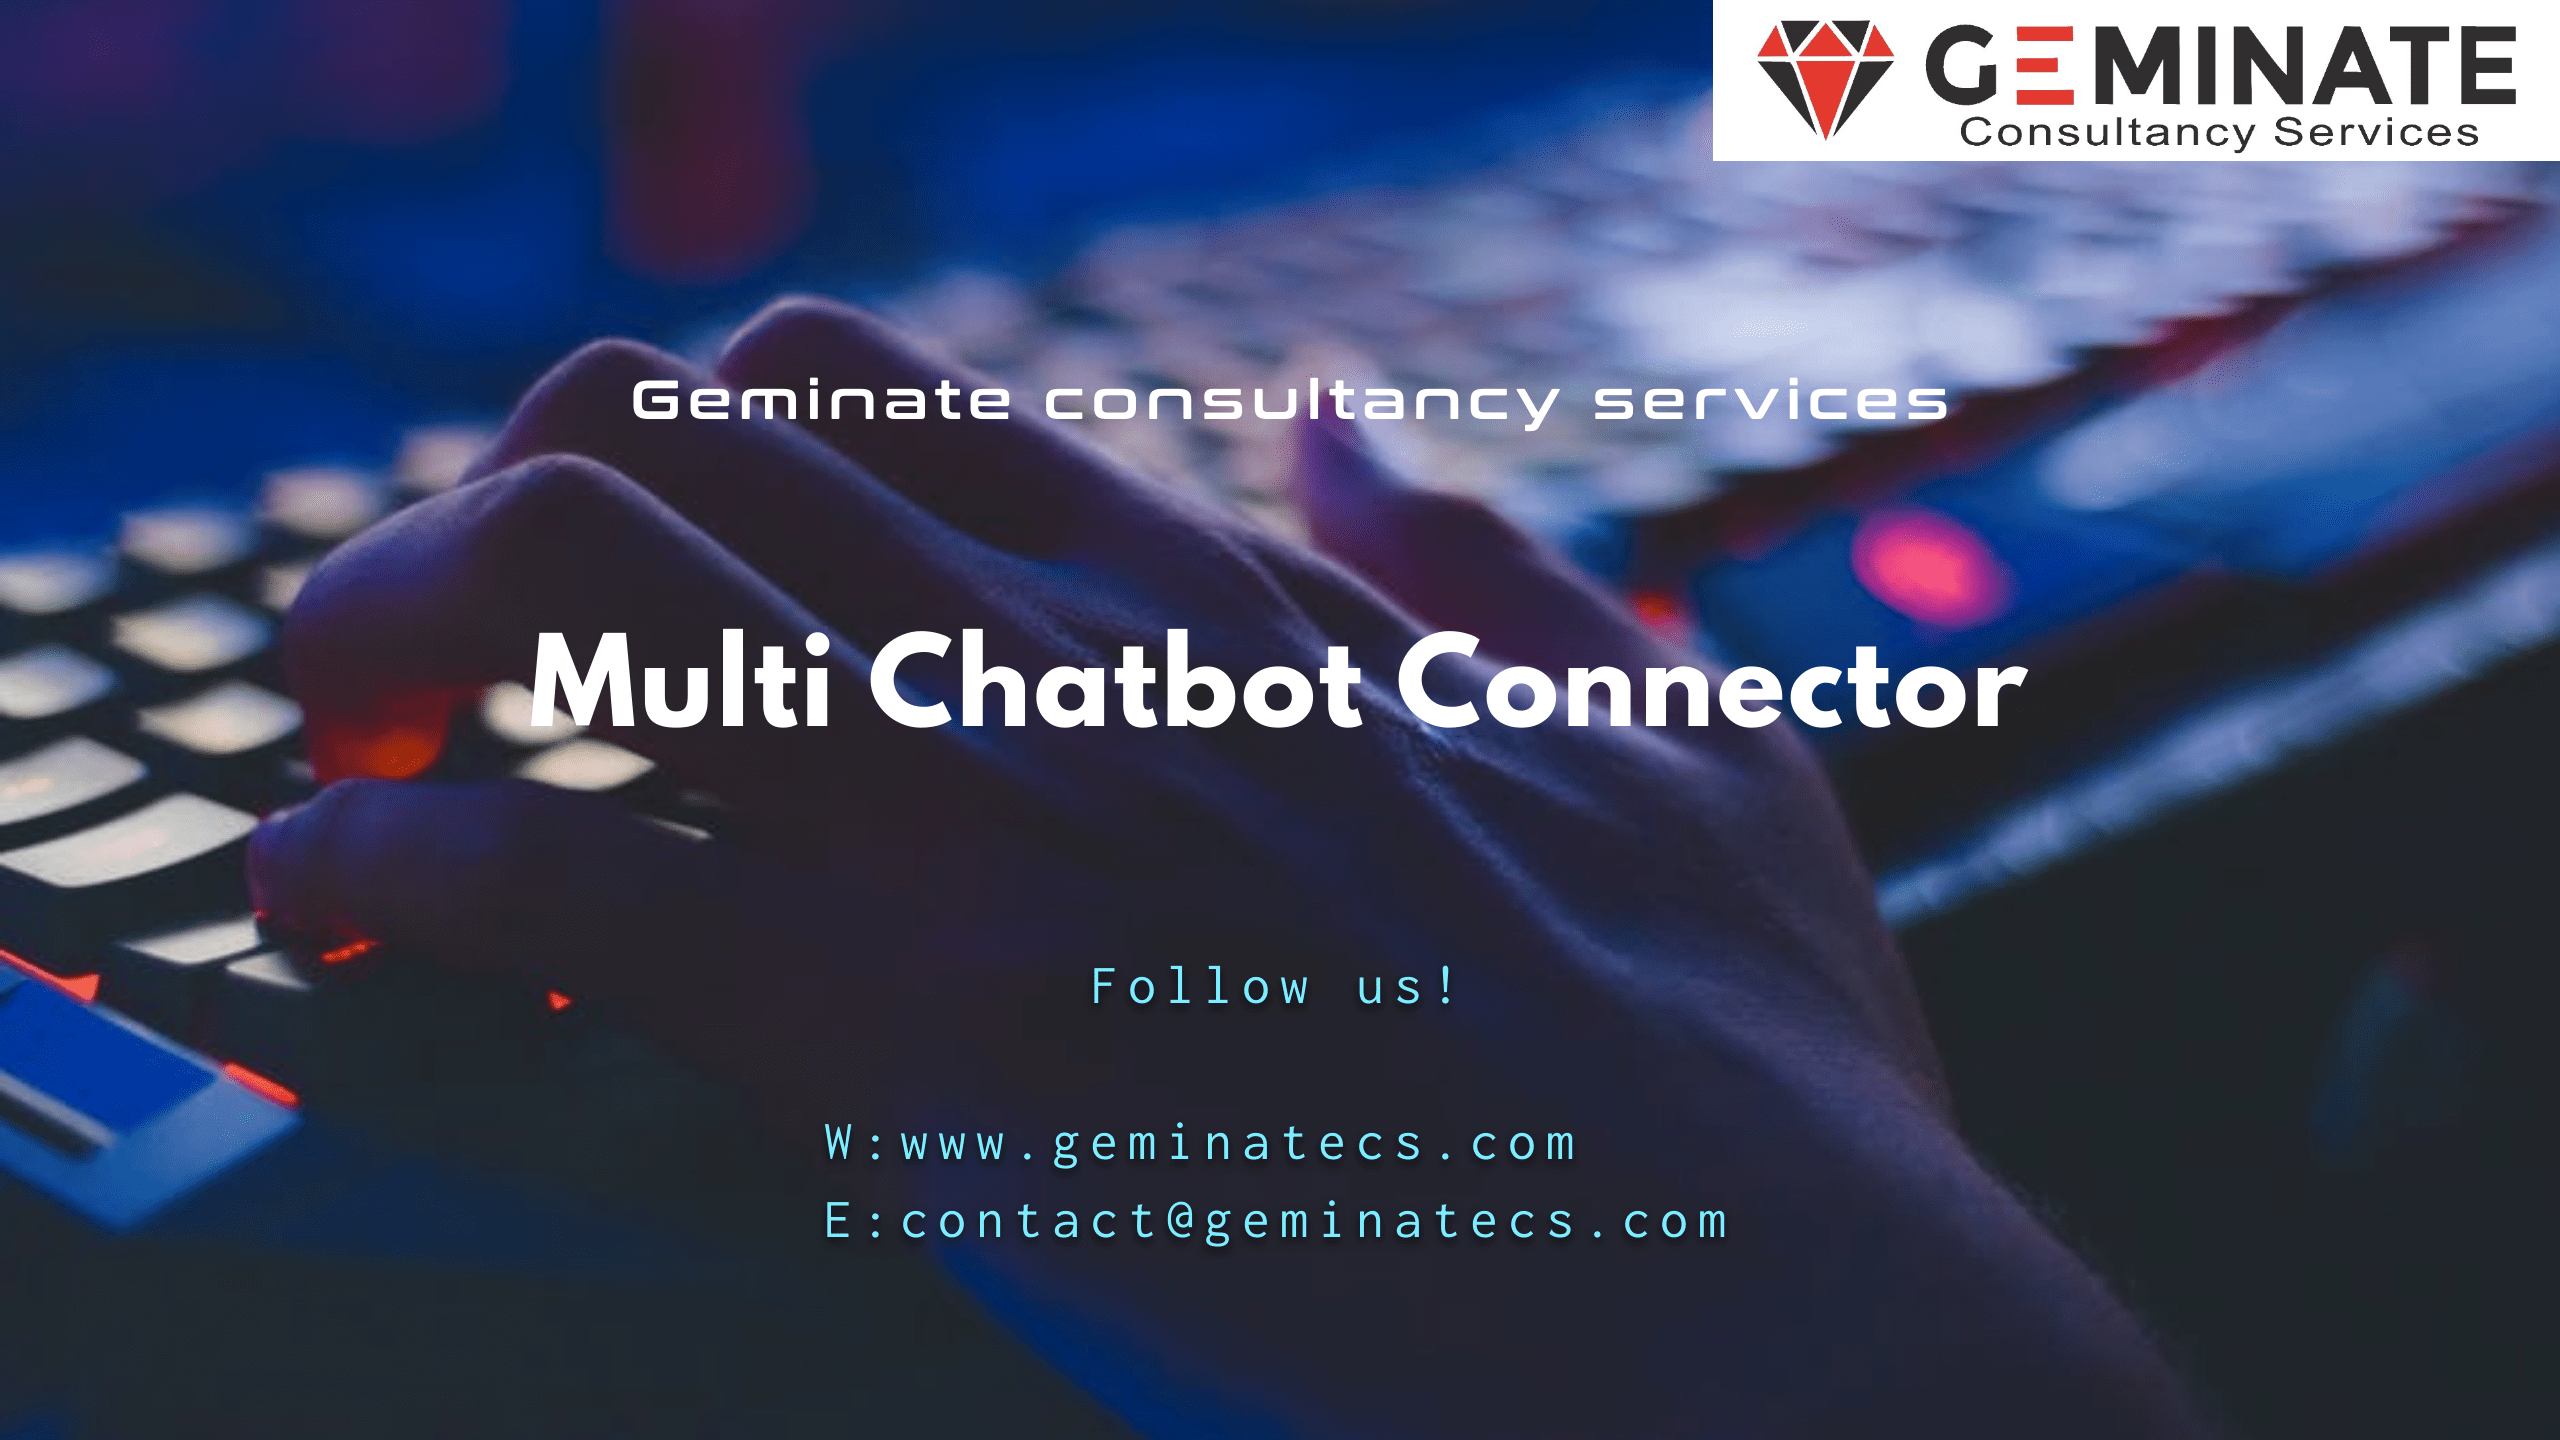 GEMINATE
Consultancy Services
Geminate consultancy services
Multi Chatbot Connector
Follow us!
W:www.geminatecs.com
E:contact@geminatecs.com